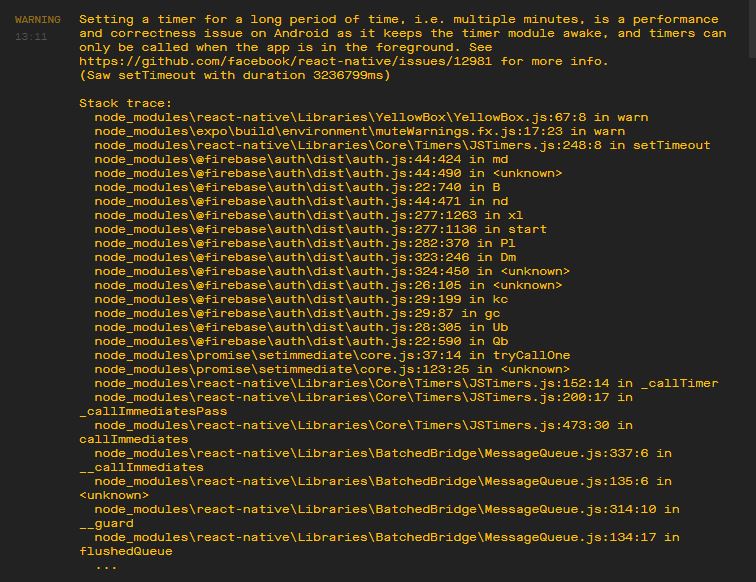 WARNING Setting a timer for a long period of time, i.e. multiple minutes, is a performance
13:11 and correctness issue on Android as it keeps the timer module awake, and timers can
only be called when the app is in the foreground. See
https://github.com/facebook/react-native/issues/12981 for more info.
(Saw setTimeout with duration 3236799ms)
Stack trace:
node_modules\react-native\Libraries\YellowBox\YellowBox.js:67:8 in warn
node_modules\expo\build\environment\muteWarnings.fx.js:17:23 in warn
node_modules\react-native\Libraries\Core\Timers\JSTimers.js:248:8 in setTimeout
node_modules\@firebase\auth\dist\auth.js:44:424 in md
node_modules\@firebase\auth\dist\auth.js:44:490 in <unknown>
node_modules\@firebase\auth\dist\auth.js:22:740 in B
node_modules\@firebase\auth\dist\auth.js:44:471 in nd
node_modules\@firebase\auth\dist\auth.js:277:1263 in xl
node_modules\@firebase\auth\dist\auth.js:277:1136 in start
node_modules\@firebase\auth\dist\auth.js:282:370 in Pl
node_modules\@firebase\auth\dist\auth.js:323:246 in Dm
node_modules\@firebase\auth\dist\auth.js:324:450 in <unknown>
node_modules\@firebase\auth\dist\auth.js:26:105 in <unknown>
node_modules\@firebase\auth\dist\auth.js:29:199 in kc
node_modules\@firebase\auth\dist\auth.js:29:87 in gc
node_modules\@firebase\auth\dist\auth.js:28:305 in Ub
node_modules\@firebase\auth\dist\auth.js:22:590 in Qb
node_modules\promise\setimmediate\core.js:37:14 in tryCallOne
node_modules\promise\setimmediate\core.js:123:25 in <unknown>
node_modules\react-native\Libraries\Core\Timers\JSTimers.js:152:14 in _callTimer
node_modules\react-native\Libraries\Core\Timers\JSTimers.js:200:17 in
_callImmediatesPass
node_modules\react-native\Libraries\Core\Timers\JSTimers.js:473:30 in
callImmediates
node_modules\react-native\Libraries\BatchedBridge\MessageQueue.js:337:6 in
__callImmediates
node_modules\react-native\Libraries\BatchedBridge\MessageQueue.js:135:6 in
<unknown>
node_modules\react-native\Libraries\BatchedBridge\MessageQueue.js:314:10 in
__guard
node_modules\react-native\Libraries\BatchedBridge\MessageQueue.js:134:17 in
flushedQueue
...